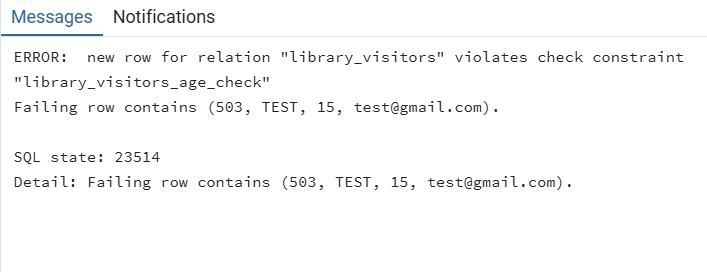 Messages Notifications
ERROR:  new row for relation "library_visitors" violates check constraint
"library_visitors_age_check"
Failing row contains (503, TEST, 15, test@gmail.com).
SQL state: 23514
Detail: Failing row contains (503, TEST, 15, test@gmail.com).